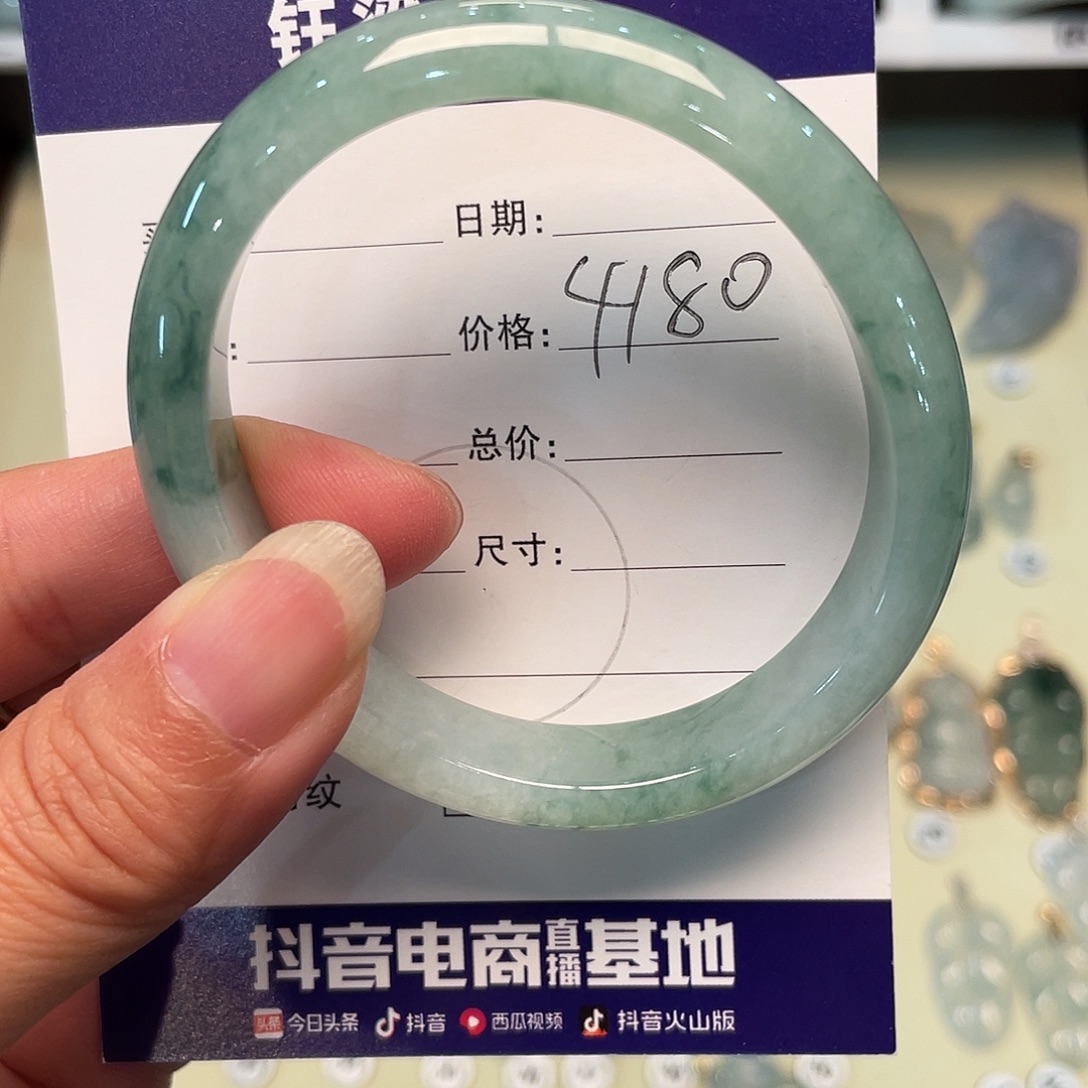 钰
日期:
价格: 4180
总价:
尺寸:
纹
抖音电商直播基地
今日头条 抖音 西瓜视频 抖音火山版